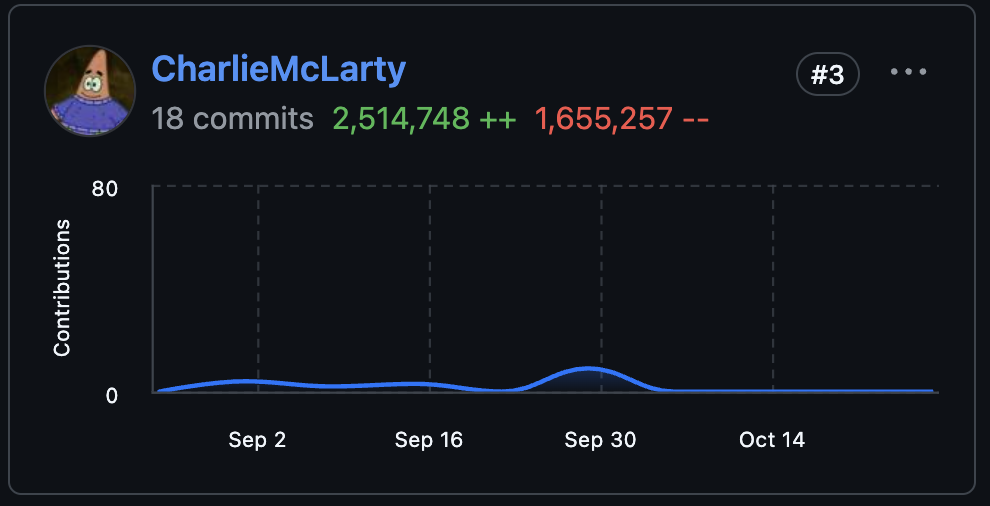 CharlieMcLarty
#3
18 commits 2,514,748 ++ 1,655,257 --
80
Contributions
0
Sep 2 Sep 16 Sep 30 Oct 14